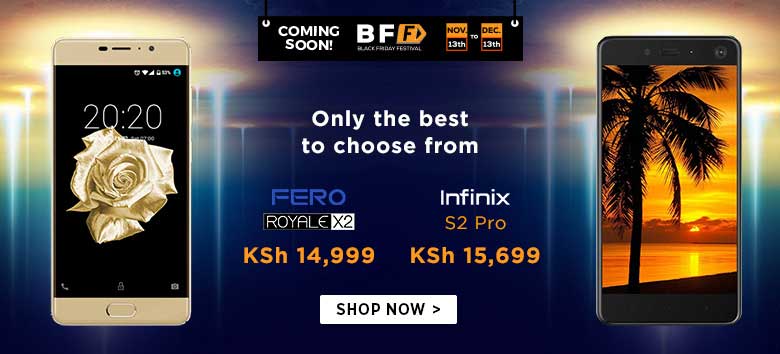 COMING
SOON!
BFF
BLACK FRIDAY FESTIVAL
NOV.
13th
TO
DEC.
13th
20:20
Only the best
to choose from
FERO
ROYALE X2
KSh 14,999
Infinix
S2 Pro
KSh 15,699
SHOP NOW >